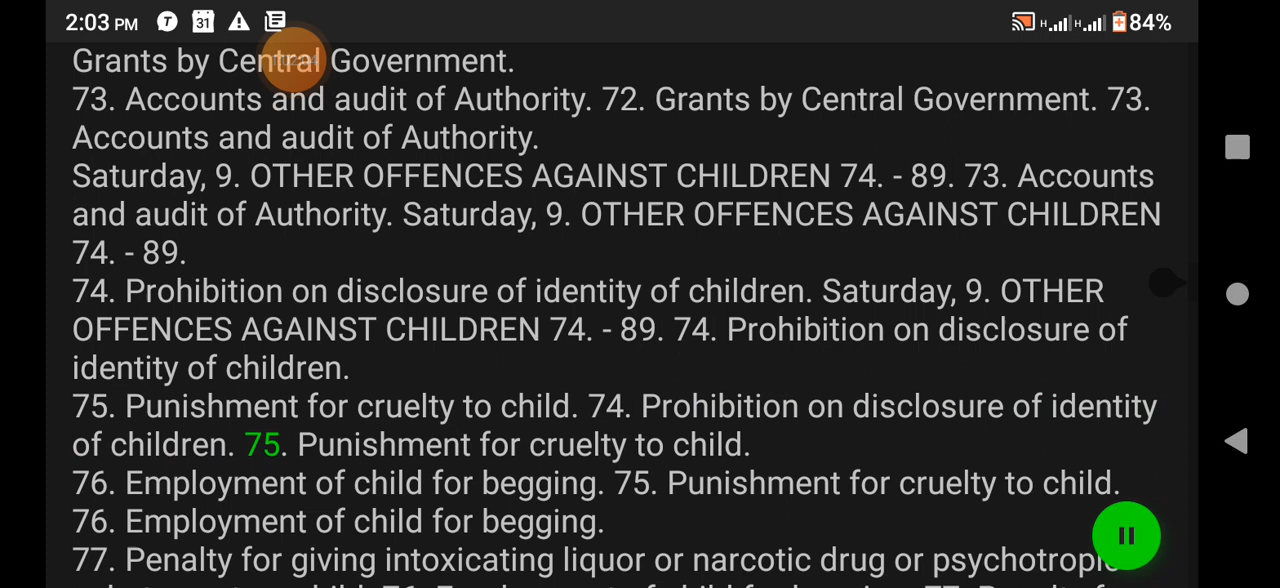 2:03 PM T 31 H H 84%
Grants by Central Government.
73. Accounts and audit of Authority. 72. Grants by Central Government. 73.
Accounts and audit of Authority.
Saturday, 9. OTHER OFFENCES AGAINST CHILDREN 74. - 89. 73. Accounts
and audit of Authority. Saturday, 9. OTHER OFFENCES AGAINST CHILDREN
74. - 89.
74. Prohibition on disclosure of identity of children. Saturday, 9. OTHER
OFFENCES AGAINST CHILDREN 74. - 89. 74. Prohibition on disclosure of
identity of children.
75. Punishment for cruelty to child. 74. Prohibition on disclosure of identity
of children. 75. Punishment for cruelty to child.
76. Employment of child for begging. 75. Punishment for cruelty to child.
76. Employment of child for begging.
77. Penalty for giving intoxicating liquor or narcotic drug or psychotropic